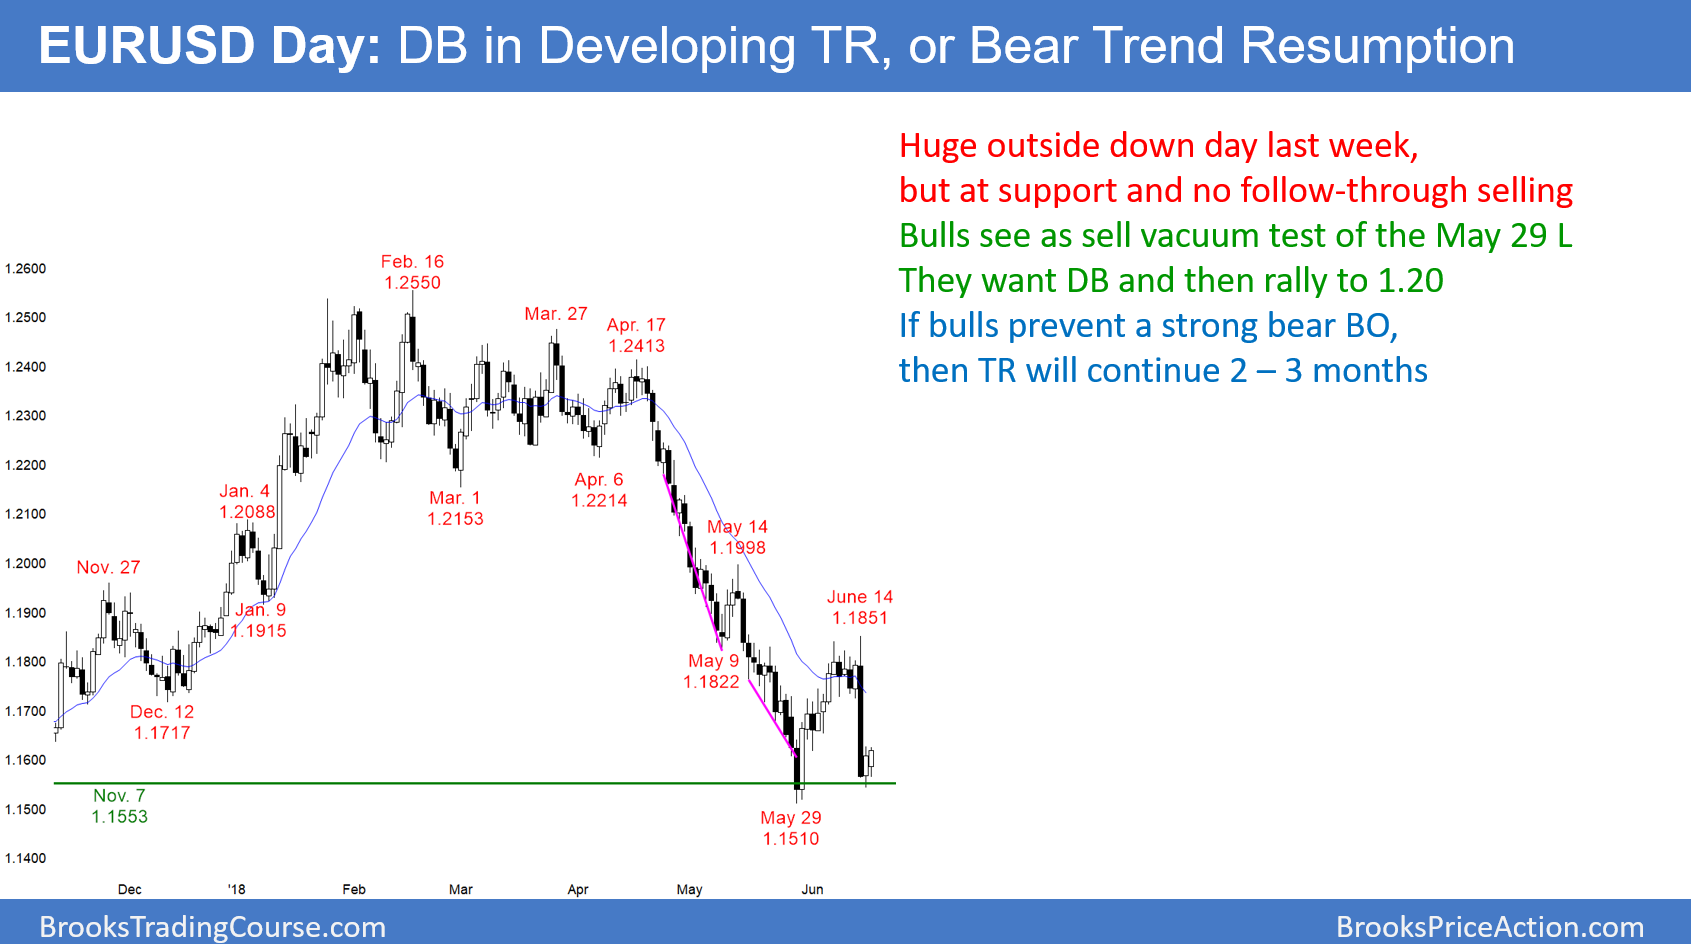 EURUSD Day: DB in Developing TR, or Bear Trend Resumption
Huge outside down day last week,
but at support and no follow-through selling
Bulls see as sell vacuum test of the May 29 L
They want DB and then rally to 1.20
If bulls prevent a strong bear BO,
then TR will continue 2 – 3 months
1.2600
1.2500
1.2400
1.2300
1.2200
1.2100
1.2000
1.1900
1.1800
1.1700
1.1600
1.1500
1.1400
Nov. 27
Dec. 12
1.1717
Nov. 7
1.1553
Jan. 4
1.2088
Jan. 9
1.1915
Feb. 16
1.2550
Mar. 1
1.2153
Mar. 27
Apr. 6
1.2214
Apr. 17
1.2413
May 14
1.1998
May 9
1.1822
May 29
1.1510
June 14
1.1851
Dec
'18
Feb
Mar
Apr
May
Jun
BrooksTradingCourse.com
BrooksPriceAction.com